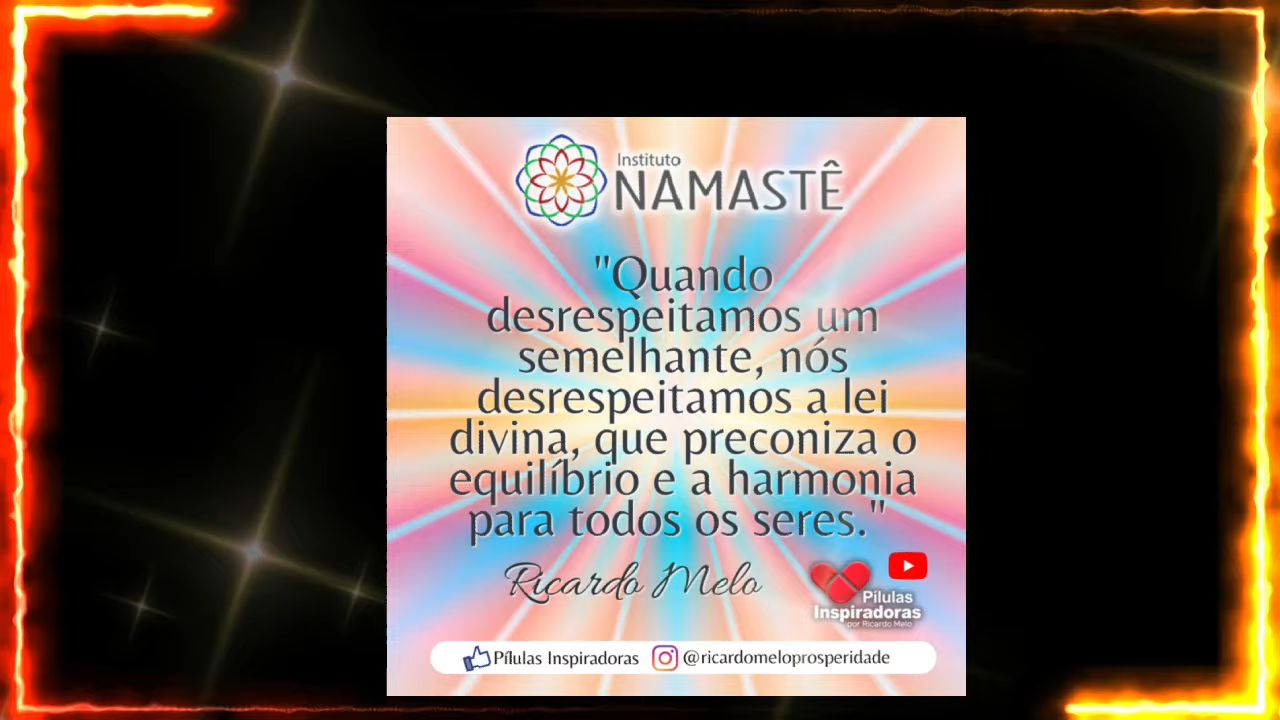 Instituto
NAMASTÊ
"Quando
desrespeitamos um
semelhante, nós
desrespeitamos a lei
divina, que preconiza o
equilíbrio e a harmonia
para todos os seres."
Ricardo Melo
Pílulas
Inspiradoras
por Ricardo Melo
Pílulas Inspiradoras @ricardomeloprosperidade